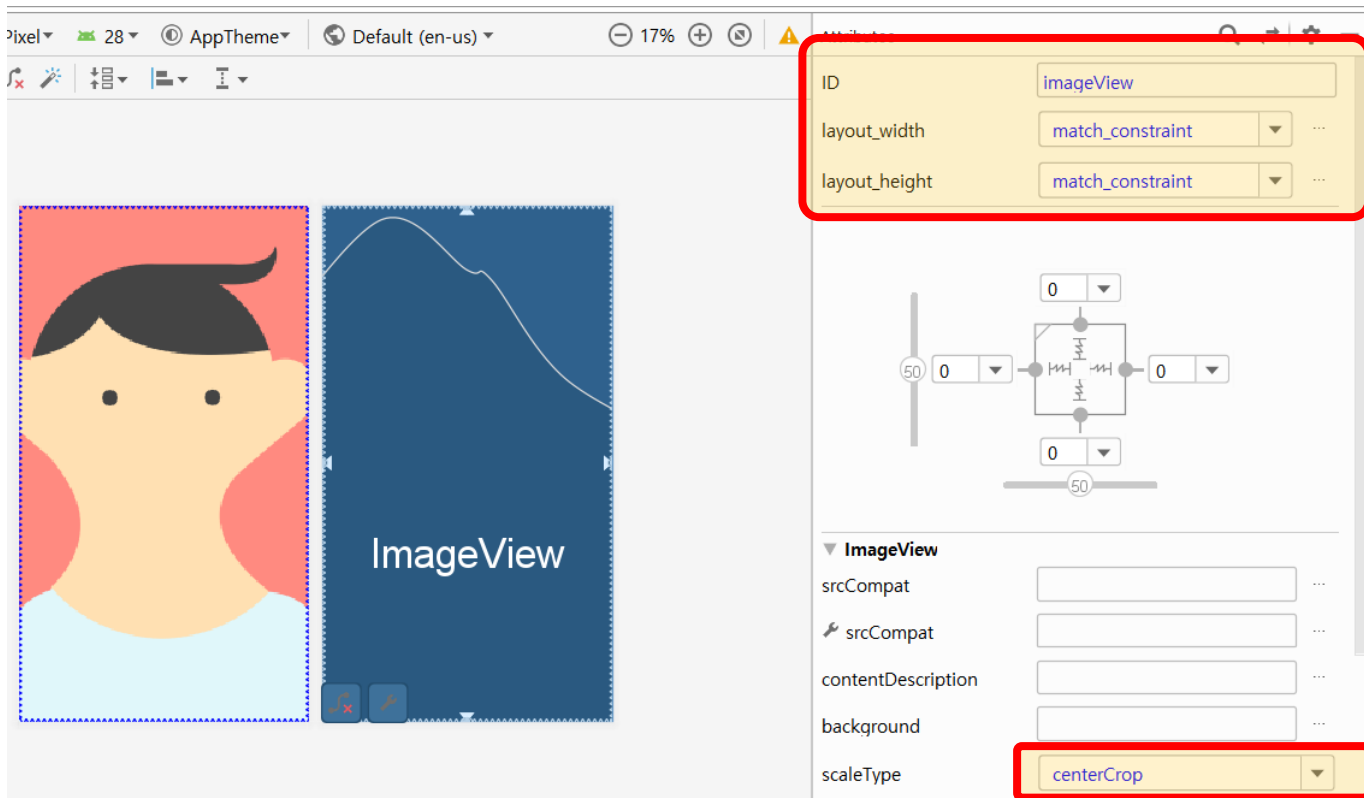 Pixel 28 AppTheme Default (en-us) 17%
Attributes
ID imageView
layout_width match_constraint ...
layout_height match_constraint ...
0
50 0 0
0
50
ImageView
ImageView
srcCompat ...
srcCompat ...
contentDescription ...
background ...
scaleType centerCrop